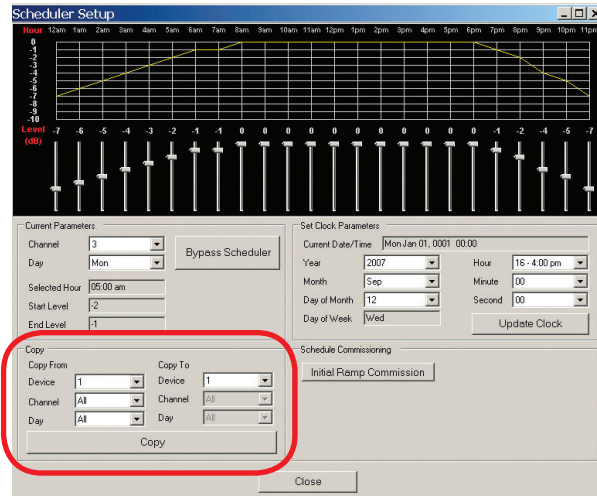 Scheduler Setup
Hour 12am 1am 2am 3am 4am 5am 6am 7am 8am 9am 10am 11am 12pm 1pm 2pm 3pm 4pm 5pm 6pm 7pm 8pm 9pm 10pm 11pm
0
-1
-2
-3
-4
-5
-6
-7
-8
-9
-10
Level -7 -6 -5 -4 -3 -2 -1 -1 0 0 0 0 0 0 0 0 0 0 0 -1 -2 -4 -5 -7
(dB)
Current Parameters
Channel 3
Day Mon
Bypass Scheduler
Selected Hour 05:00 am
Start Level -2
End Level -1
Set Clock Parameters
Current Date/Time Mon Jan 01, 0001 00:00
Year 2007 Hour 16 - 4:00 pm
Month Sep Minute 00
Day of Month 12 Second 00
Day of Week Wed Update Clock
Copy
Copy From Copy To
Device 1 Device 1
Channel All Channel All
Day All Day All
Copy
Schedule Commissioning
Initial Ramp Commission
Close